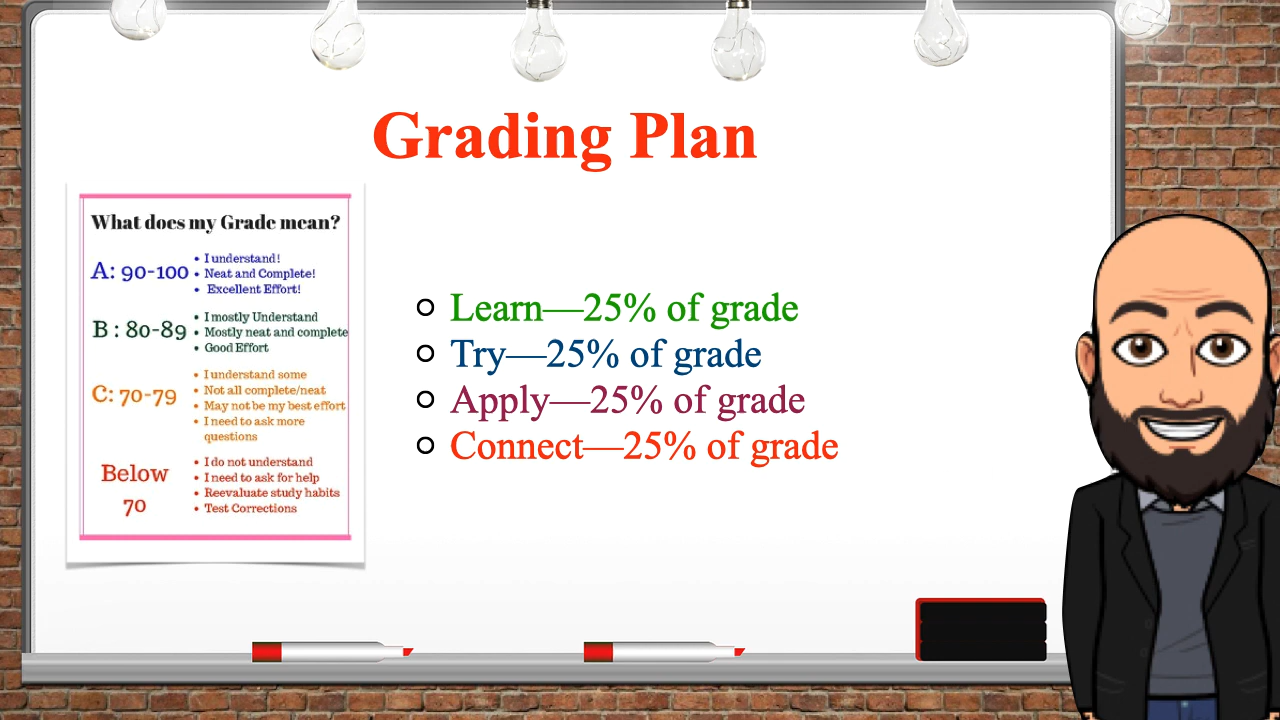 Grading Plan
What does my Grade mean?
A: 90-100
• I understand!
• Neat and Complete!
• Excellent Effort!
B : 80-89
• I mostly Understand
• Mostly neat and complete
• Good Effort
C: 70-79
• I understand some
• Not all complete/neat
• May not be my best effort
• I need to ask more
questions
Below
70
• I do not understand
• I need to ask for help
• Reevaluate study habits
• Test Corrections
Learn—25% of grade
Try—25% of grade
Apply—25% of grade
Connect—25% of grade